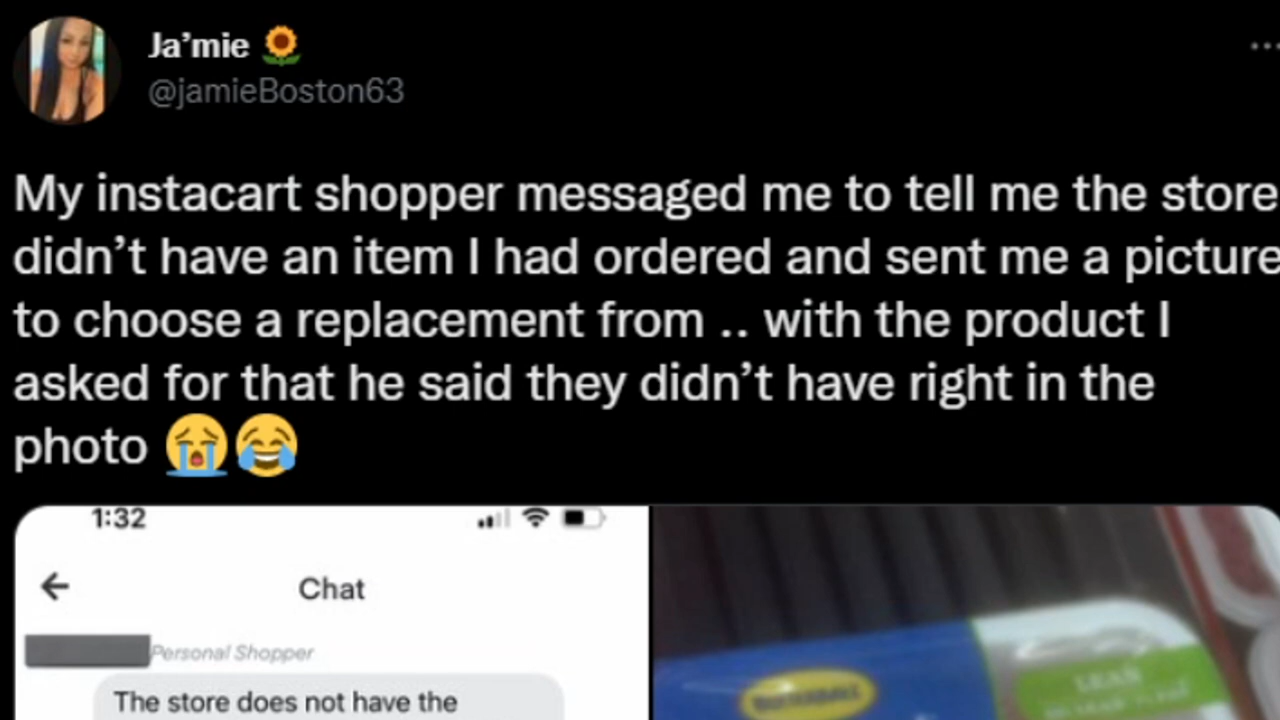 Ja’mie 🌻
@jamieBoston63
My instacart shopper messaged me to tell me the store
didn’t have an item I had ordered and sent me a picture
to choose a replacement from .. with the product I
asked for that he said they didn’t have right in the
photo 😭😂
1:32
Chat
Personal Shopper
The store does not have the
BUTTERBALL
LEAN